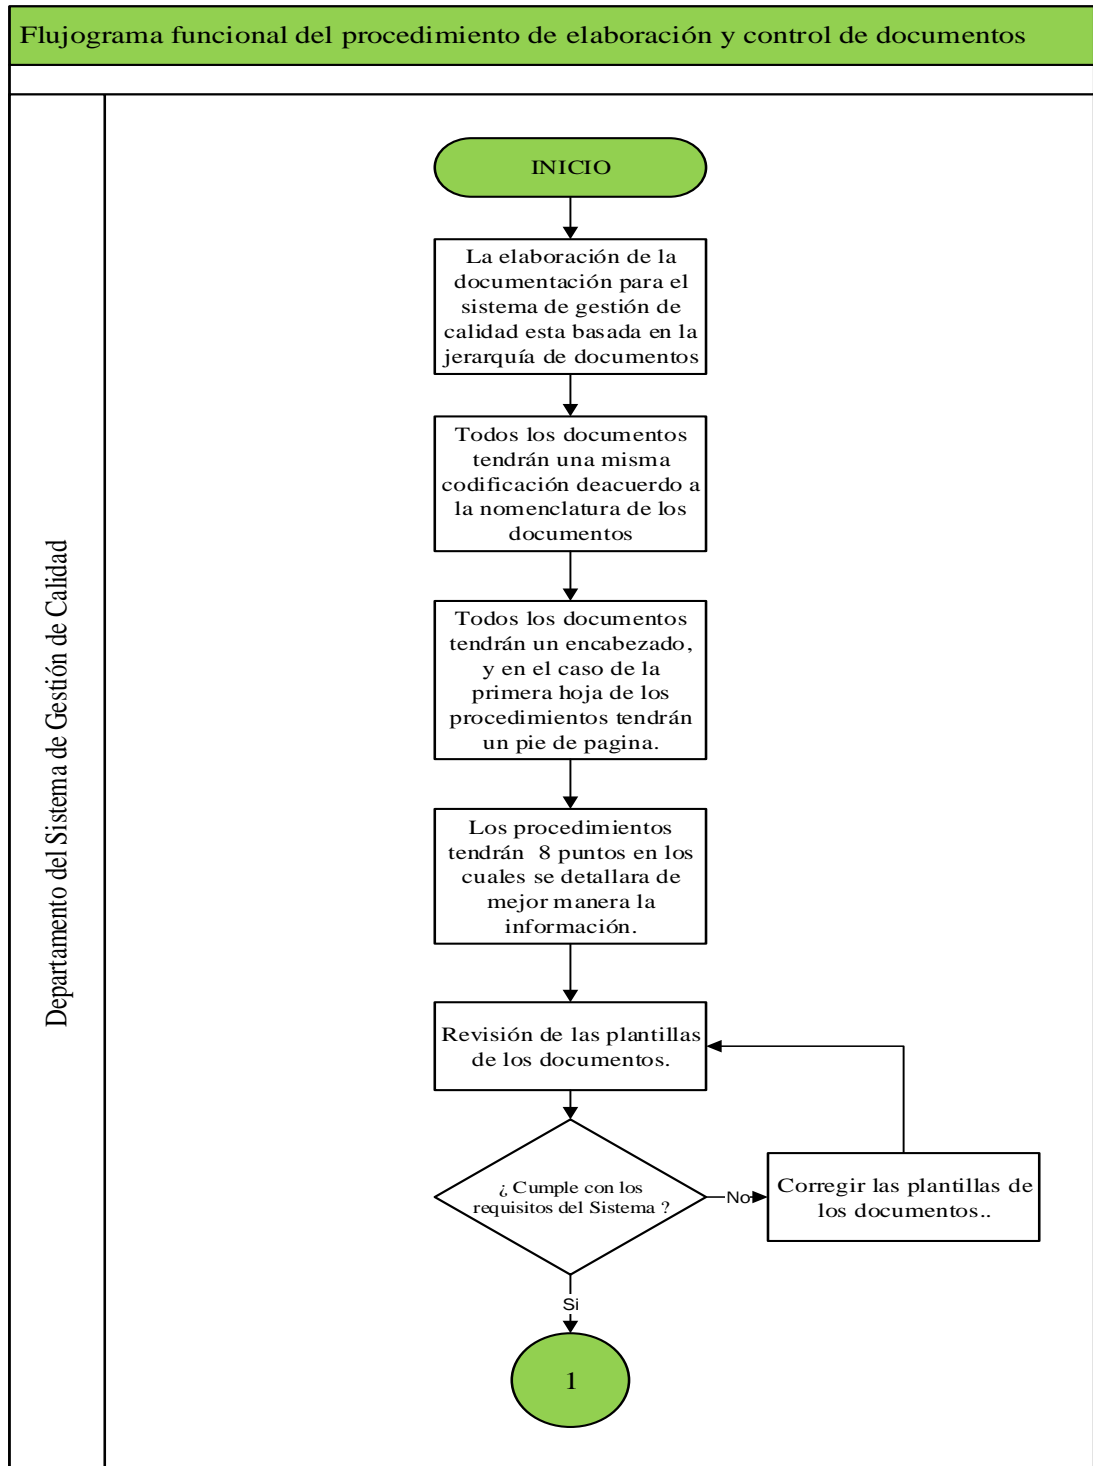 Flujograma funcional del procedimiento de elaboración y control de documentos
Departamento del Sistema de Gestión de Calidad
INICIO
La elaboración de la
documentación para el
sistema de gestión de
calidad esta basada en la
jerarquía de documentos
Todos los documentos
tendrán una misma
codificación deacuerdo a
la nomenclatura de los
documentos
Todos los documentos
tendrán un encabezado,
y en el caso de la
primera hoja de los
procedimientos tendrán
un pie de pagina.
Los procedimientos
tendrán 8 puntos en los
cuales se detallara de
mejor manera la
información.
Revisión de las plantillas
de los documentos.
¿ Cumple con los
requisitos del Sistema ?
No
Corregir las plantillas de
los documentos..
Si
1